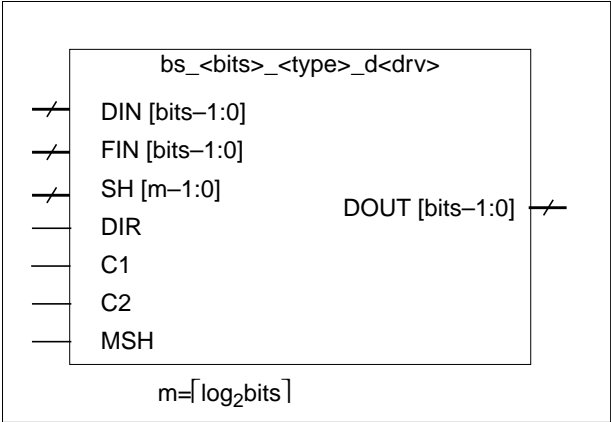 bs_<bits>_<type>_d<drv>
DIN [bits–1:0]
FIN [bits–1:0]
SH [m–1:0]
DOUT [bits–1:0]
DIR
C1
C2
MSH
m=⌈log₂bits⌉